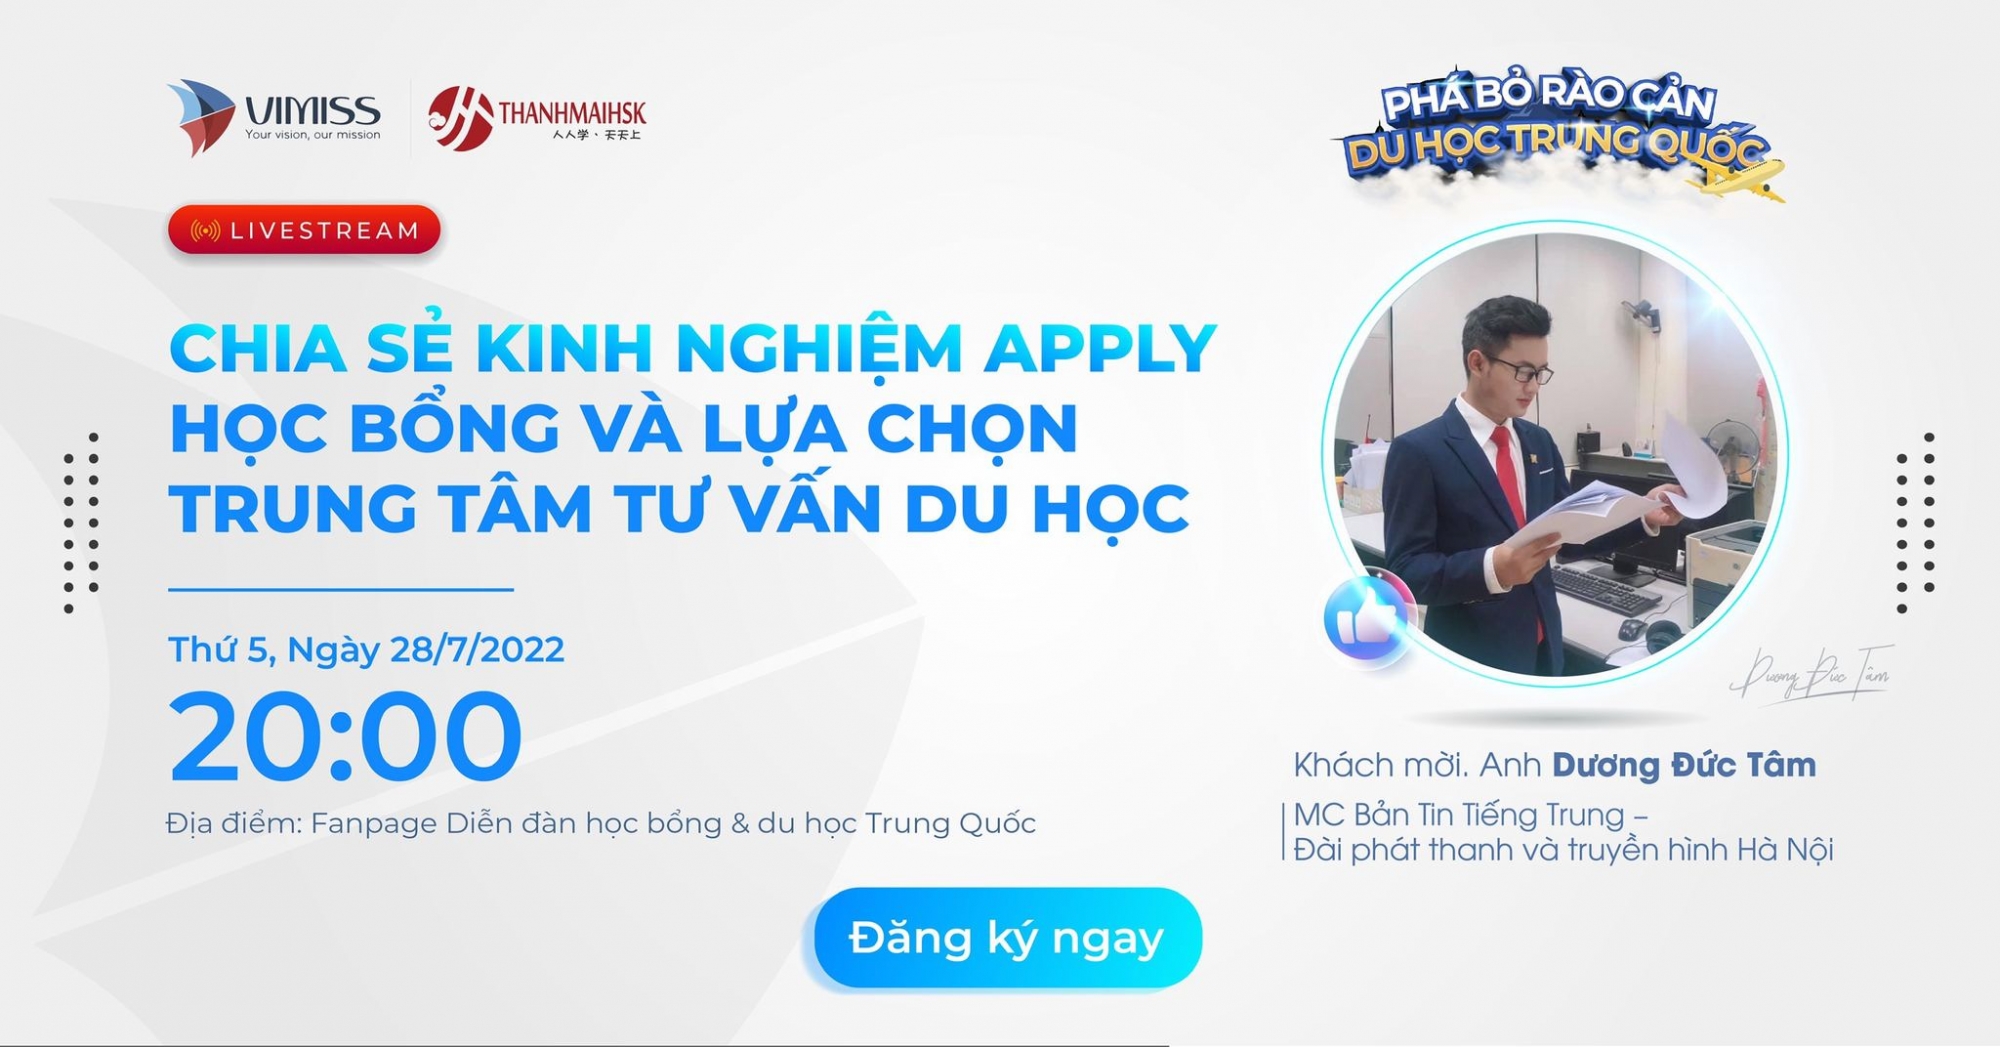 VIMISS
Your vision, our mission
THANHMAIHSK
人人学、天天上
PHÁ BỎ RÀO CẢN
DU HỌC TRUNG QUỐC
LIVESTREAM
CHIA SẺ KINH NGHIỆM APPLY
HỌC BỔNG VÀ LỰA CHỌN
TRUNG TÂM TƯ VẤN DU HỌC
Thứ 5, Ngày 28/7/2022
20:00
Địa điểm: Fanpage Diễn đàn học bổng & du học Trung Quốc
Dương Đức Tâm
Khách mời. Anh Dương Đức Tâm
MC Bản Tin Tiếng Trung –
Đài phát thanh và truyền hình Hà Nội
Đăng ký ngay